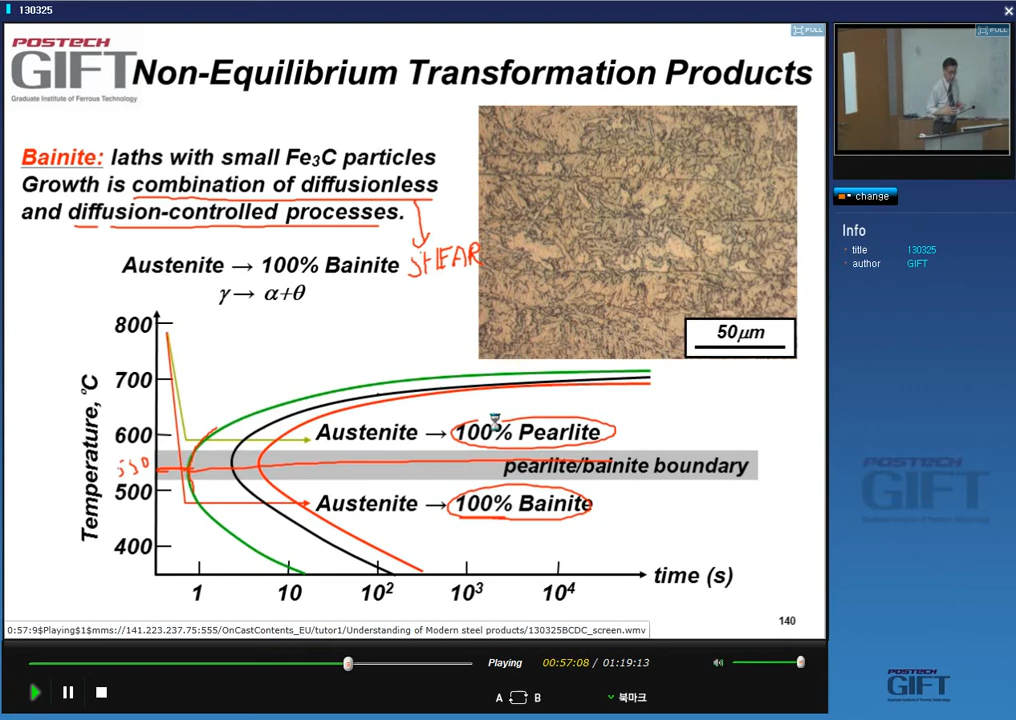 130325
POSTECH
GIFT
Graduate Institute of Ferrous Technology
Non-Equilibrium Transformation Products
FULL
FULL
Bainite: laths with small Fe₃C particles
Growth is combination of diffusionless
and diffusion-controlled processes.
SHEAR
Austenite → 100% Bainite
γ → α+θ
50μm
800
700
600
500
400
Temperature, °C
550
Austenite → 100% Pearlite
pearlite/bainite boundary
Austenite → 100% Bainite
1
10
10²
10³
10⁴
time (s)
140
0:57:9$Playing$1$mms://141.223.237.75:555/OnCastContents_EU/tutor1/Understanding of Modern steel products/130325BCDC_screen.wmv
Playing
00:57:08 / 01:19:13
A
B
북마크
change
Info
title 130325
author GIFT
POSTECH
GIFT
POSTECH
GIFT